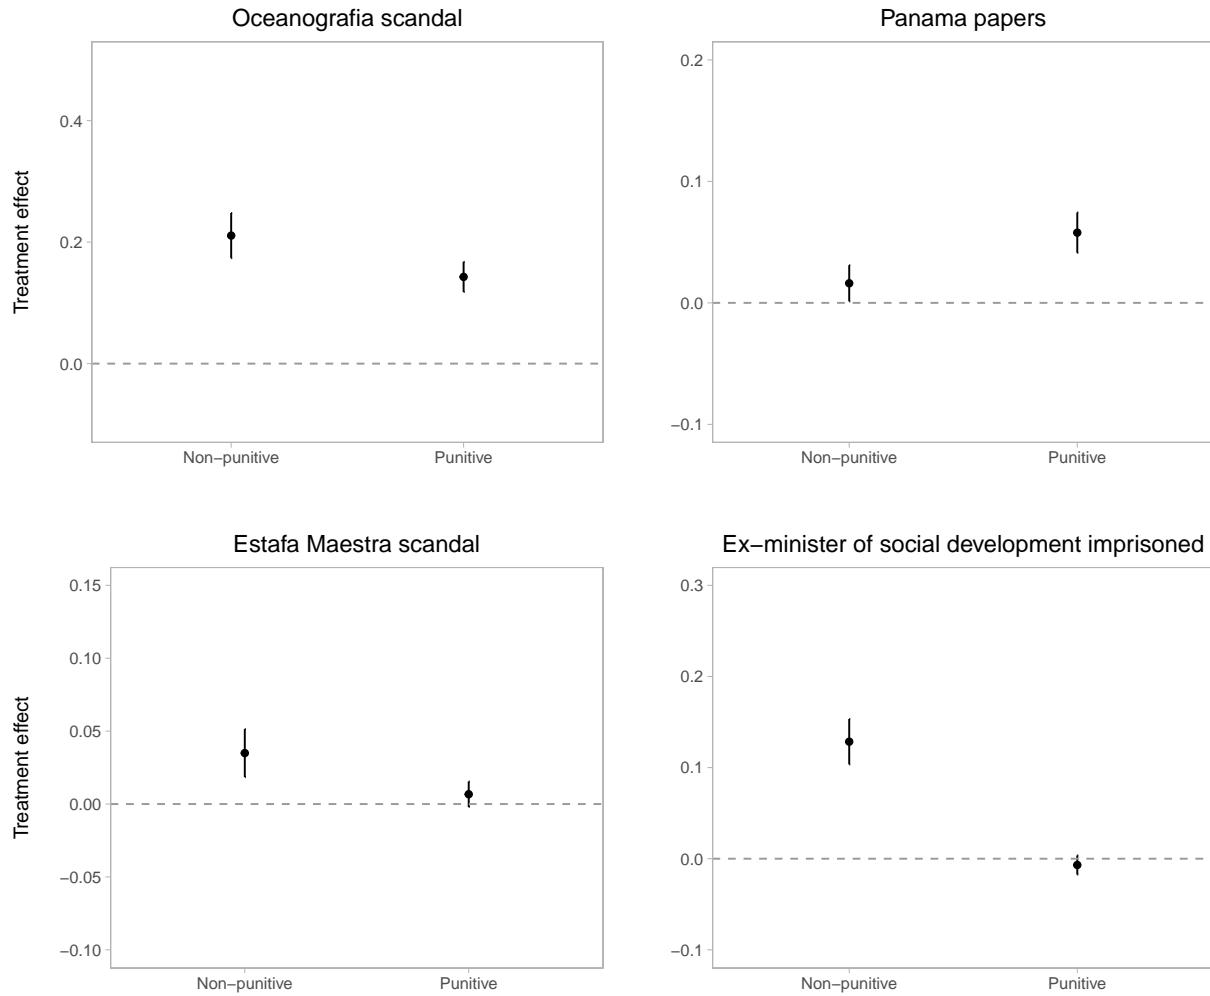 Oceanografia scandal
Panama papers
Treatment effect
0.4
0.2
0.0
Non−punitive
Punitive
0.2
0.1
0.0
−0.1
Non−punitive
Punitive
Estafa Maestra scandal
Ex−minister of social development imprisoned
Treatment effect
0.15
0.10
0.05
0.00
−0.05
−0.10
Non−punitive
Punitive
0.3
0.2
0.1
0.0
−0.1
Non−punitive
Punitive